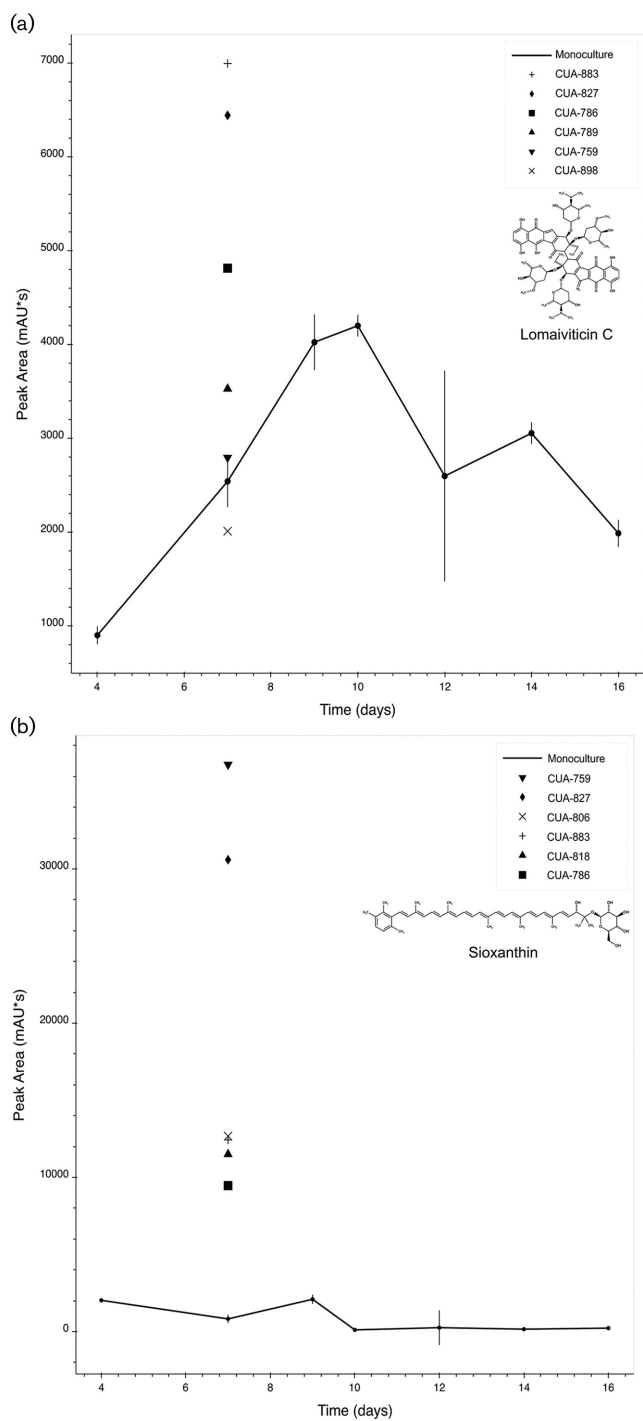 (a)
7000
6000
5000
4000
3000
2000
1000
Peak Area (mAU*s)
4
6
8
10
12
14
16
Time (days)
Monoculture
CUA-883
CUA-827
CUA-786
CUA-789
CUA-759
CUA-898
Lomaiviticin C
(b)
30000
20000
10000
0
Peak Area (mAU*s)
4
6
8
10
12
14
16
Time (days)
Monoculture
CUA-759
CUA-827
CUA-806
CUA-883
CUA-818
CUA-786
Sioxanthin